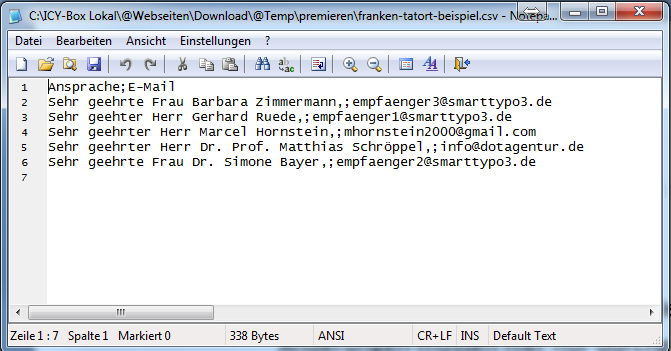 C:\ICY-Box Lokal\@Webseiten\Download\@Temp\premieren\franken-tatort-beispiel.csv - Notepa...
Datei Bearbeiten Ansicht Einstellungen ?
1 Ansprache;E-Mail
2 Sehr geehrte Frau Barbara Zimmermann,;empfaenger3@smarttypo3.de
3 Sehr geehter Herr Gerhard Ruede,;empfaenger1@smarttypo3.de
4 Sehr geehrter Herr Marcel Hornstein,;mhornstein2000@gmail.com
5 Sehr geehrter Herr Dr. Prof. Matthias Schröppel,;info@dotagentur.de
6 Sehr geehrte Frau Dr. Simone Bayer,;empfaenger2@smarttypo3.de
7
Zeile 1 : 7 Spalte 1 Markiert 0 338 Bytes ANSI CR+LF INS Default Text